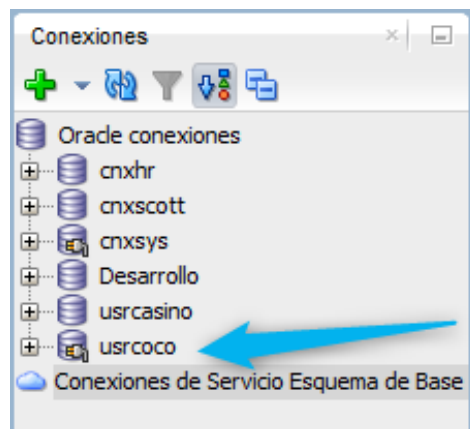 Conexiones
Oracle conexiones
cnxhr
cnxscott
cnxsys
Desarrollo
usrcasino
usrcoco
Conexiones de Servicio Esquema de Base